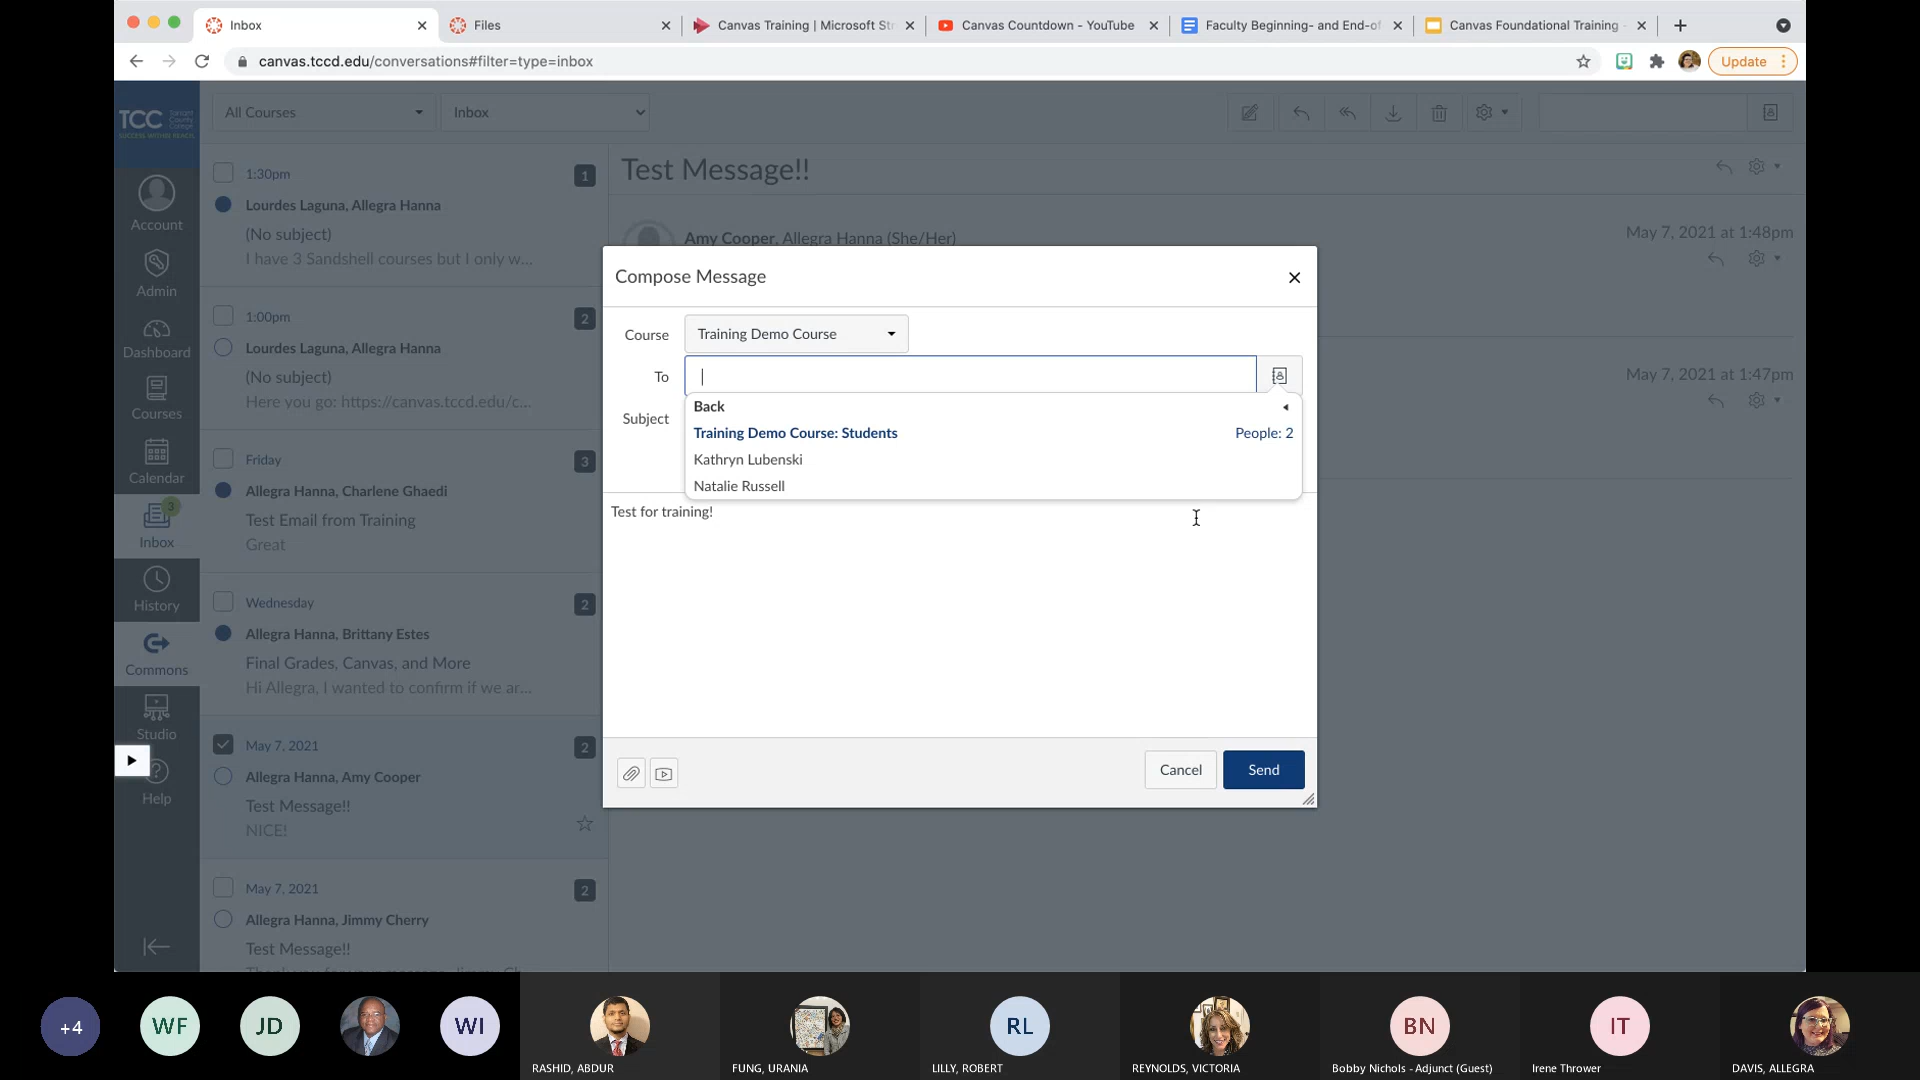 Inbox
Files
Canvas Training | Microsoft Str
Canvas Countdown - YouTube
Faculty Beginning- and End-of
Canvas Foundational Training -
canvas.tccd.edu/conversations#filter=type=inbox
Update
TCC Tarrant County College
SUCCESS WITHIN REACH.
Account
Admin
Dashboard
Courses
Calendar
3
Inbox
History
Commons
Studio
Help
All Courses
Inbox
1:30pm
1
Lourdes Laguna, Allegra Hanna
(No subject)
I have 3 Sandshell courses but I only w...
1:00pm
2
Lourdes Laguna, Allegra Hanna
(No subject)
Here you go: https://canvas.tccd.edu/c...
Friday
3
Allegra Hanna, Charlene Ghaedi
Test Email from Training
Great
Wednesday
2
Allegra Hanna, Brittany Estes
Final Grades, Canvas, and More
Hi Allegra, I wanted to confirm if we ar...
May 7, 2021
2
Allegra Hanna, Amy Cooper
Test Message!!
NICE!
May 7, 2021
2
Allegra Hanna, Jimmy Cherry
Test Message!!
Test Message!!
Amy Cooper, Allegra Hanna (She/Her)
May 7, 2021 at 1:48pm
May 7, 2021 at 1:47pm
Compose Message
Course
Training Demo Course
To
Subject
Back
Training Demo Course: Students
People: 2
Kathryn Lubenski
Natalie Russell
Test for training!
Cancel
Send
+4
WF
JD
WI
RL
BN
IT
RASHID, ABDUR
FUNG, URANIA
LILLY, ROBERT
REYNOLDS, VICTORIA
Bobby Nichols - Adjunct (Guest)
Irene Thrower
DAVIS, ALLEGRA